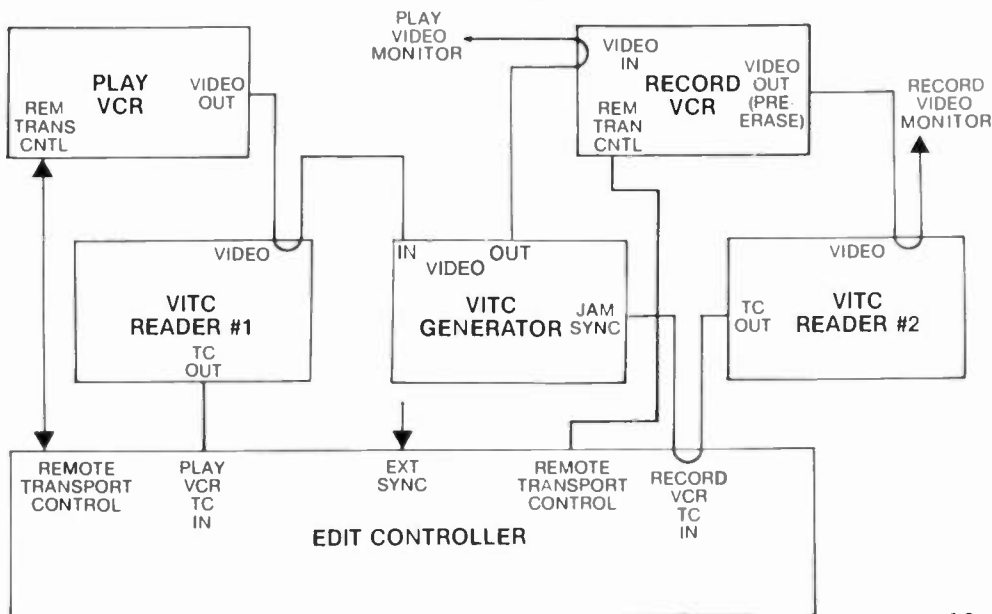 PLAY
VIDEO
MONITOR
PLAY
VCR
VIDEO
OUT
REM
TRANS
CNTL
VIDEO
IN
RECORD
VCR
REM
TRAN
CNTL
VIDEO
OUT
(PRE-
ERASE)
RECORD
VIDEO
MONITOR
VIDEO
VITC
READER #1
TC
OUT
IN
OUT
VIDEO
VITC
GENERATOR
JAM
SYNC
VIDEO
TC
OUT
VITC
READER #2
REMOTE
TRANSPORT
CONTROL
PLAY
VCR
TC
IN
EXT
SYNC
REMOTE
TRANSPORT
CONTROL
RECORD
VCR
TC
IN
EDIT CONTROLLER